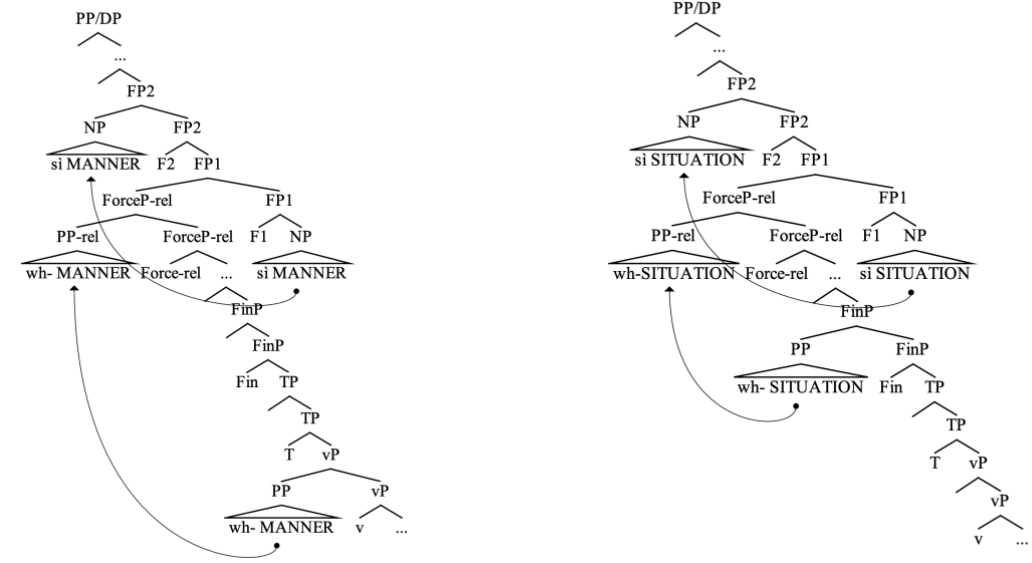 PP/DP
...
FP2
NP FP2
sì MANNER F2 FP1
ForceP-rel FP1
PP-rel ForceP-rel F1 NP
wh- MANNER Force-rel ... sì MANNER
FinP
FinP
Fin TP
TP
T vP
PP vP
wh- MANNER v ...
PP/DP
...
FP2
NP FP2
sì SITUATION F2 FP1
ForceP-rel FP1
PP-rel ForceP-rel F1 NP
wh-SITUATION Force-rel ... sì SITUATION
FinP
PP FinP
wh- SITUATION Fin TP
TP
T vP
vP
v ...